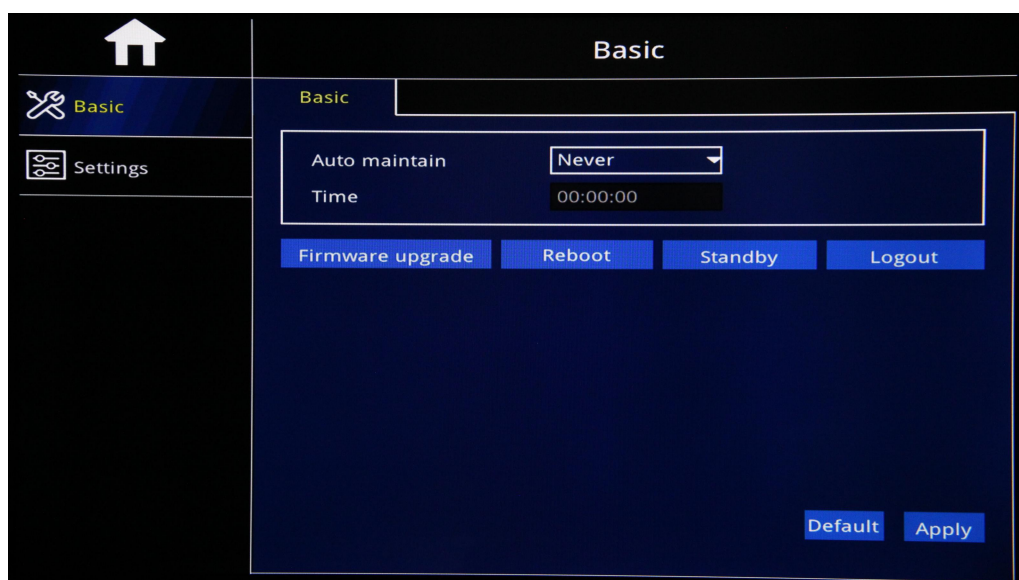 Basic
Basic
Settings
Basic
Auto maintain Never
Time 00:00:00
Firmware upgrade Reboot Standby Logout
Default Apply